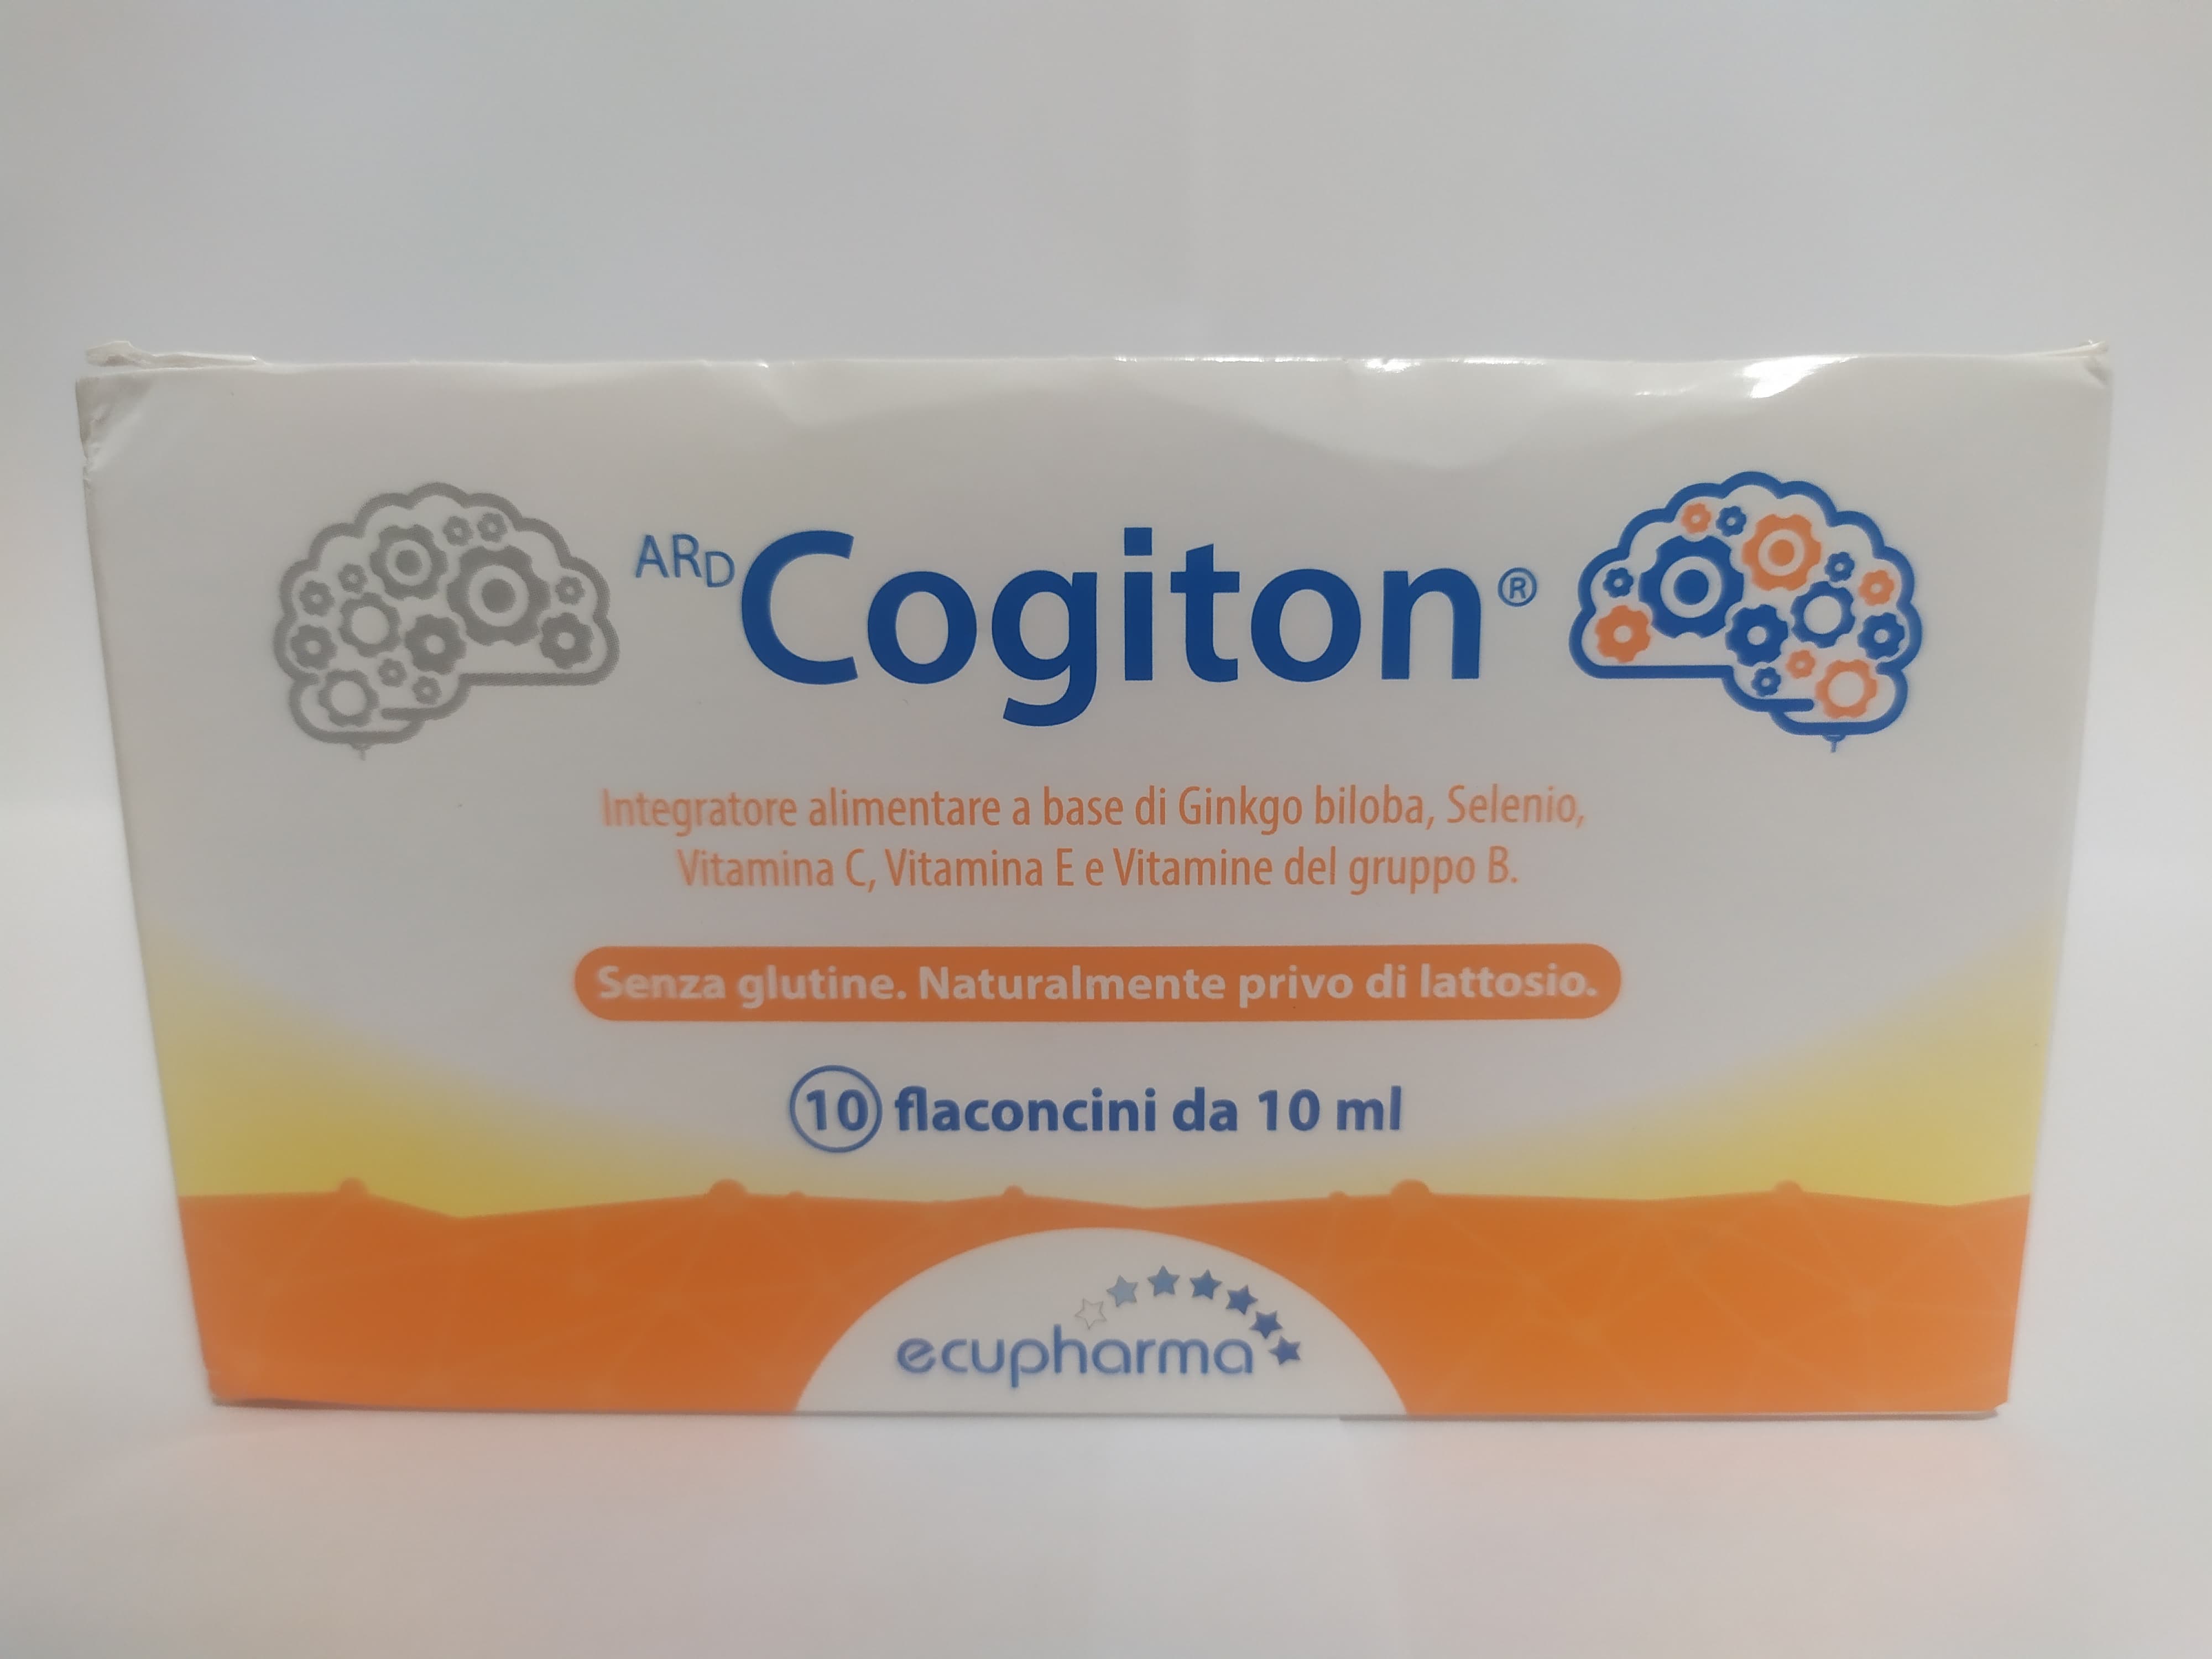 ARD Cogiton®
Integratore alimentare a base di Ginkgo biloba, Selenio,
Vitamina C, Vitamina E e Vitamine del gruppo B.
Senza glutine. Naturalmente privo di lattosio.
10 flaconcini da 10 ml
ecupharma